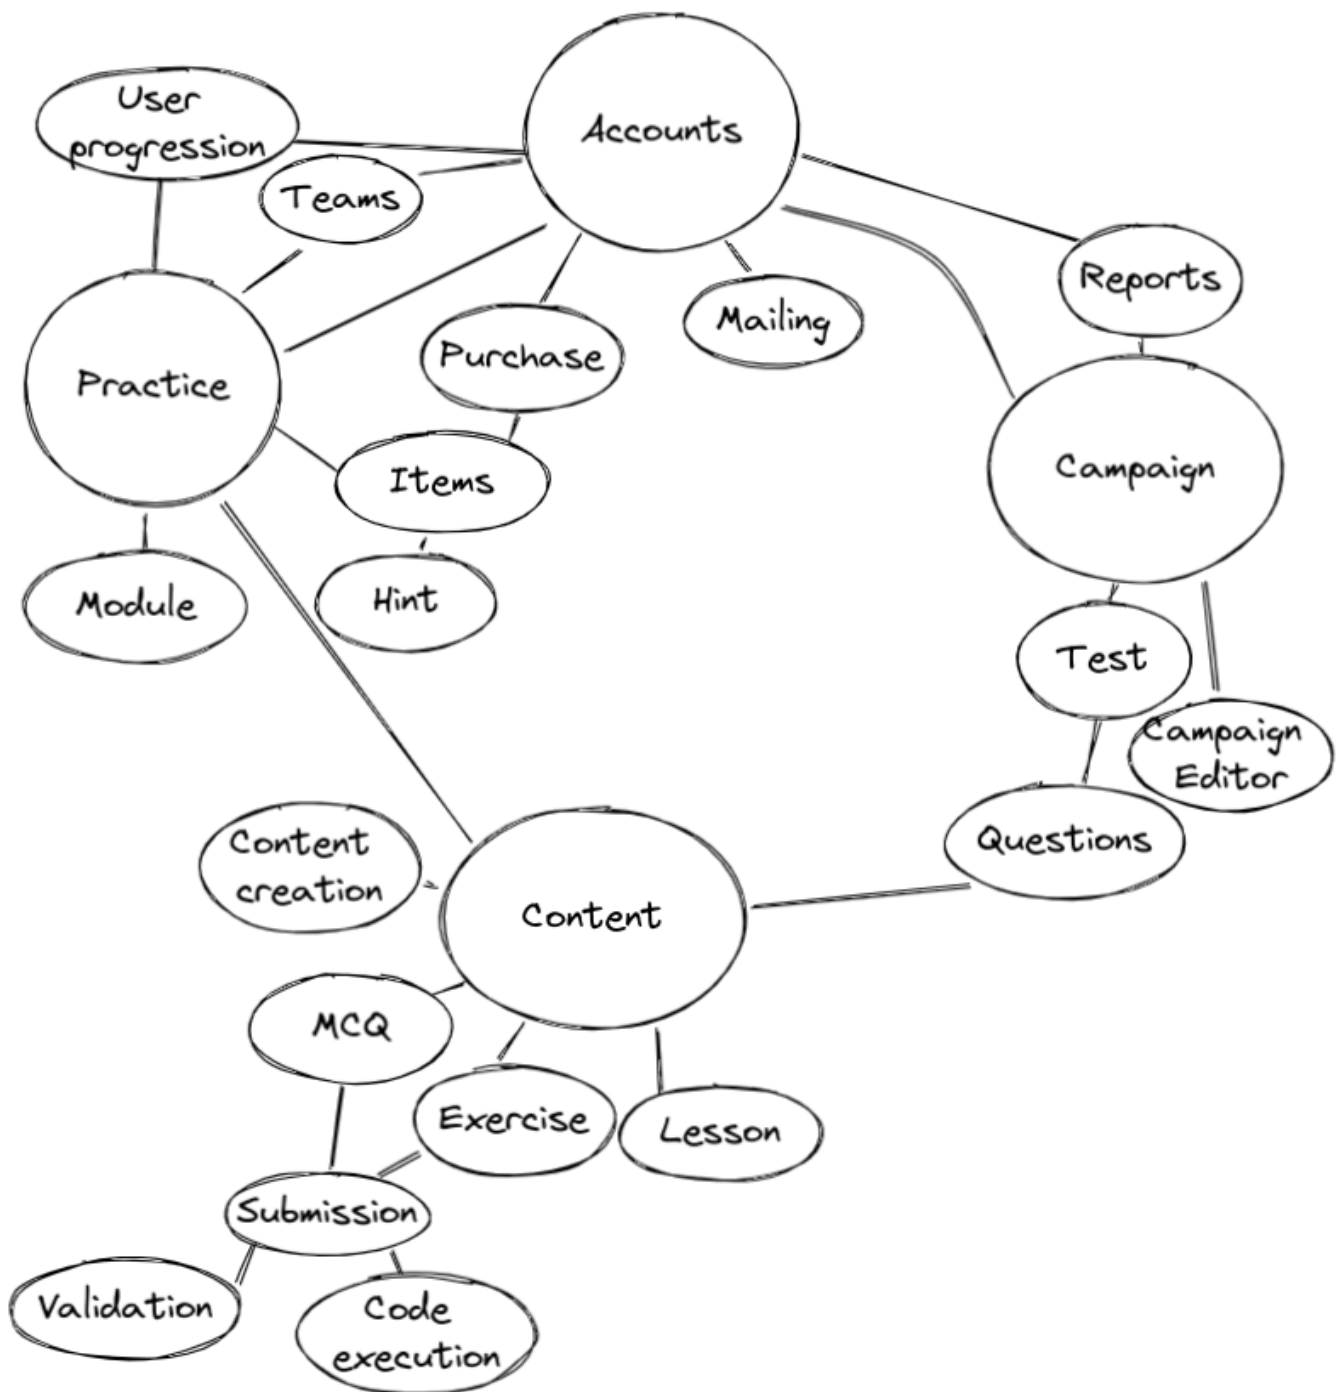 User
progression
Accounts
Teams
Reports
Mailing
Purchase
Practice
Campaign
Items
Hint
Module
Test
Campaign
Editor
Questions
Content
creation
Content
MCQ
Exercise
Lesson
Submission
Validation
Code
execution